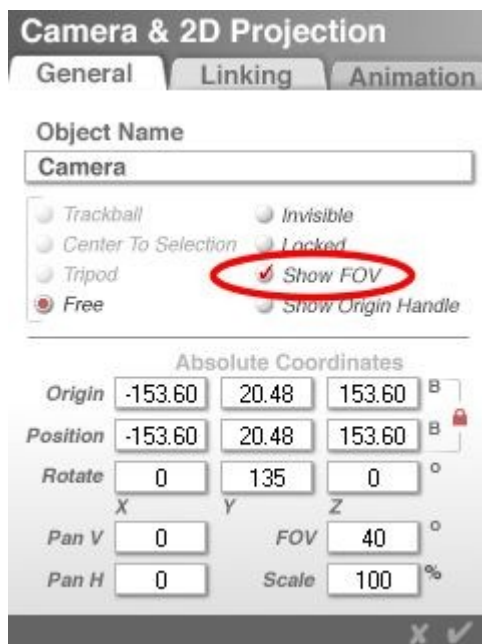 Camera & 2D Projection
General Linking Animation
Object Name
Camera
Trackball Invisible
Center To Selection Locked
Tripod Show FOV
Free Show Origin Handle
Absolute Coordinates
Origin -153.60 20.48 153.60 B
Position -153.60 20.48 153.60 B
Rotate 0 135 0 °
X Y Z
Pan V 0 FOV 40 °
Pan H 0 Scale 100 %